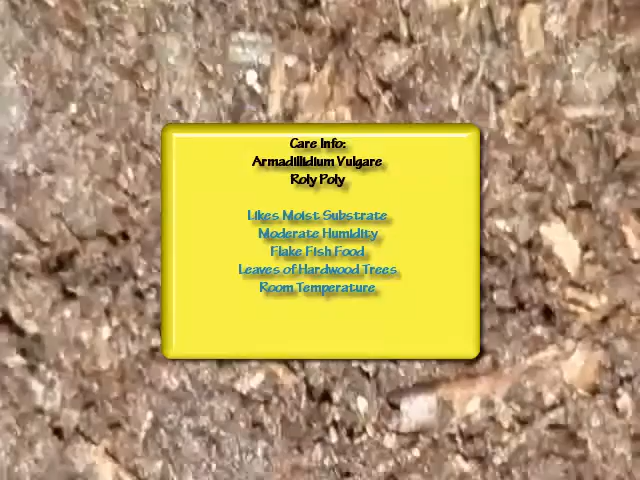 Care Info:
Armadillidium Vulgare
Roly Poly
Likes Moist Substrate
Moderate Humidity
Flake Fish Food
Leaves of Hardwood Trees
Room Temperature